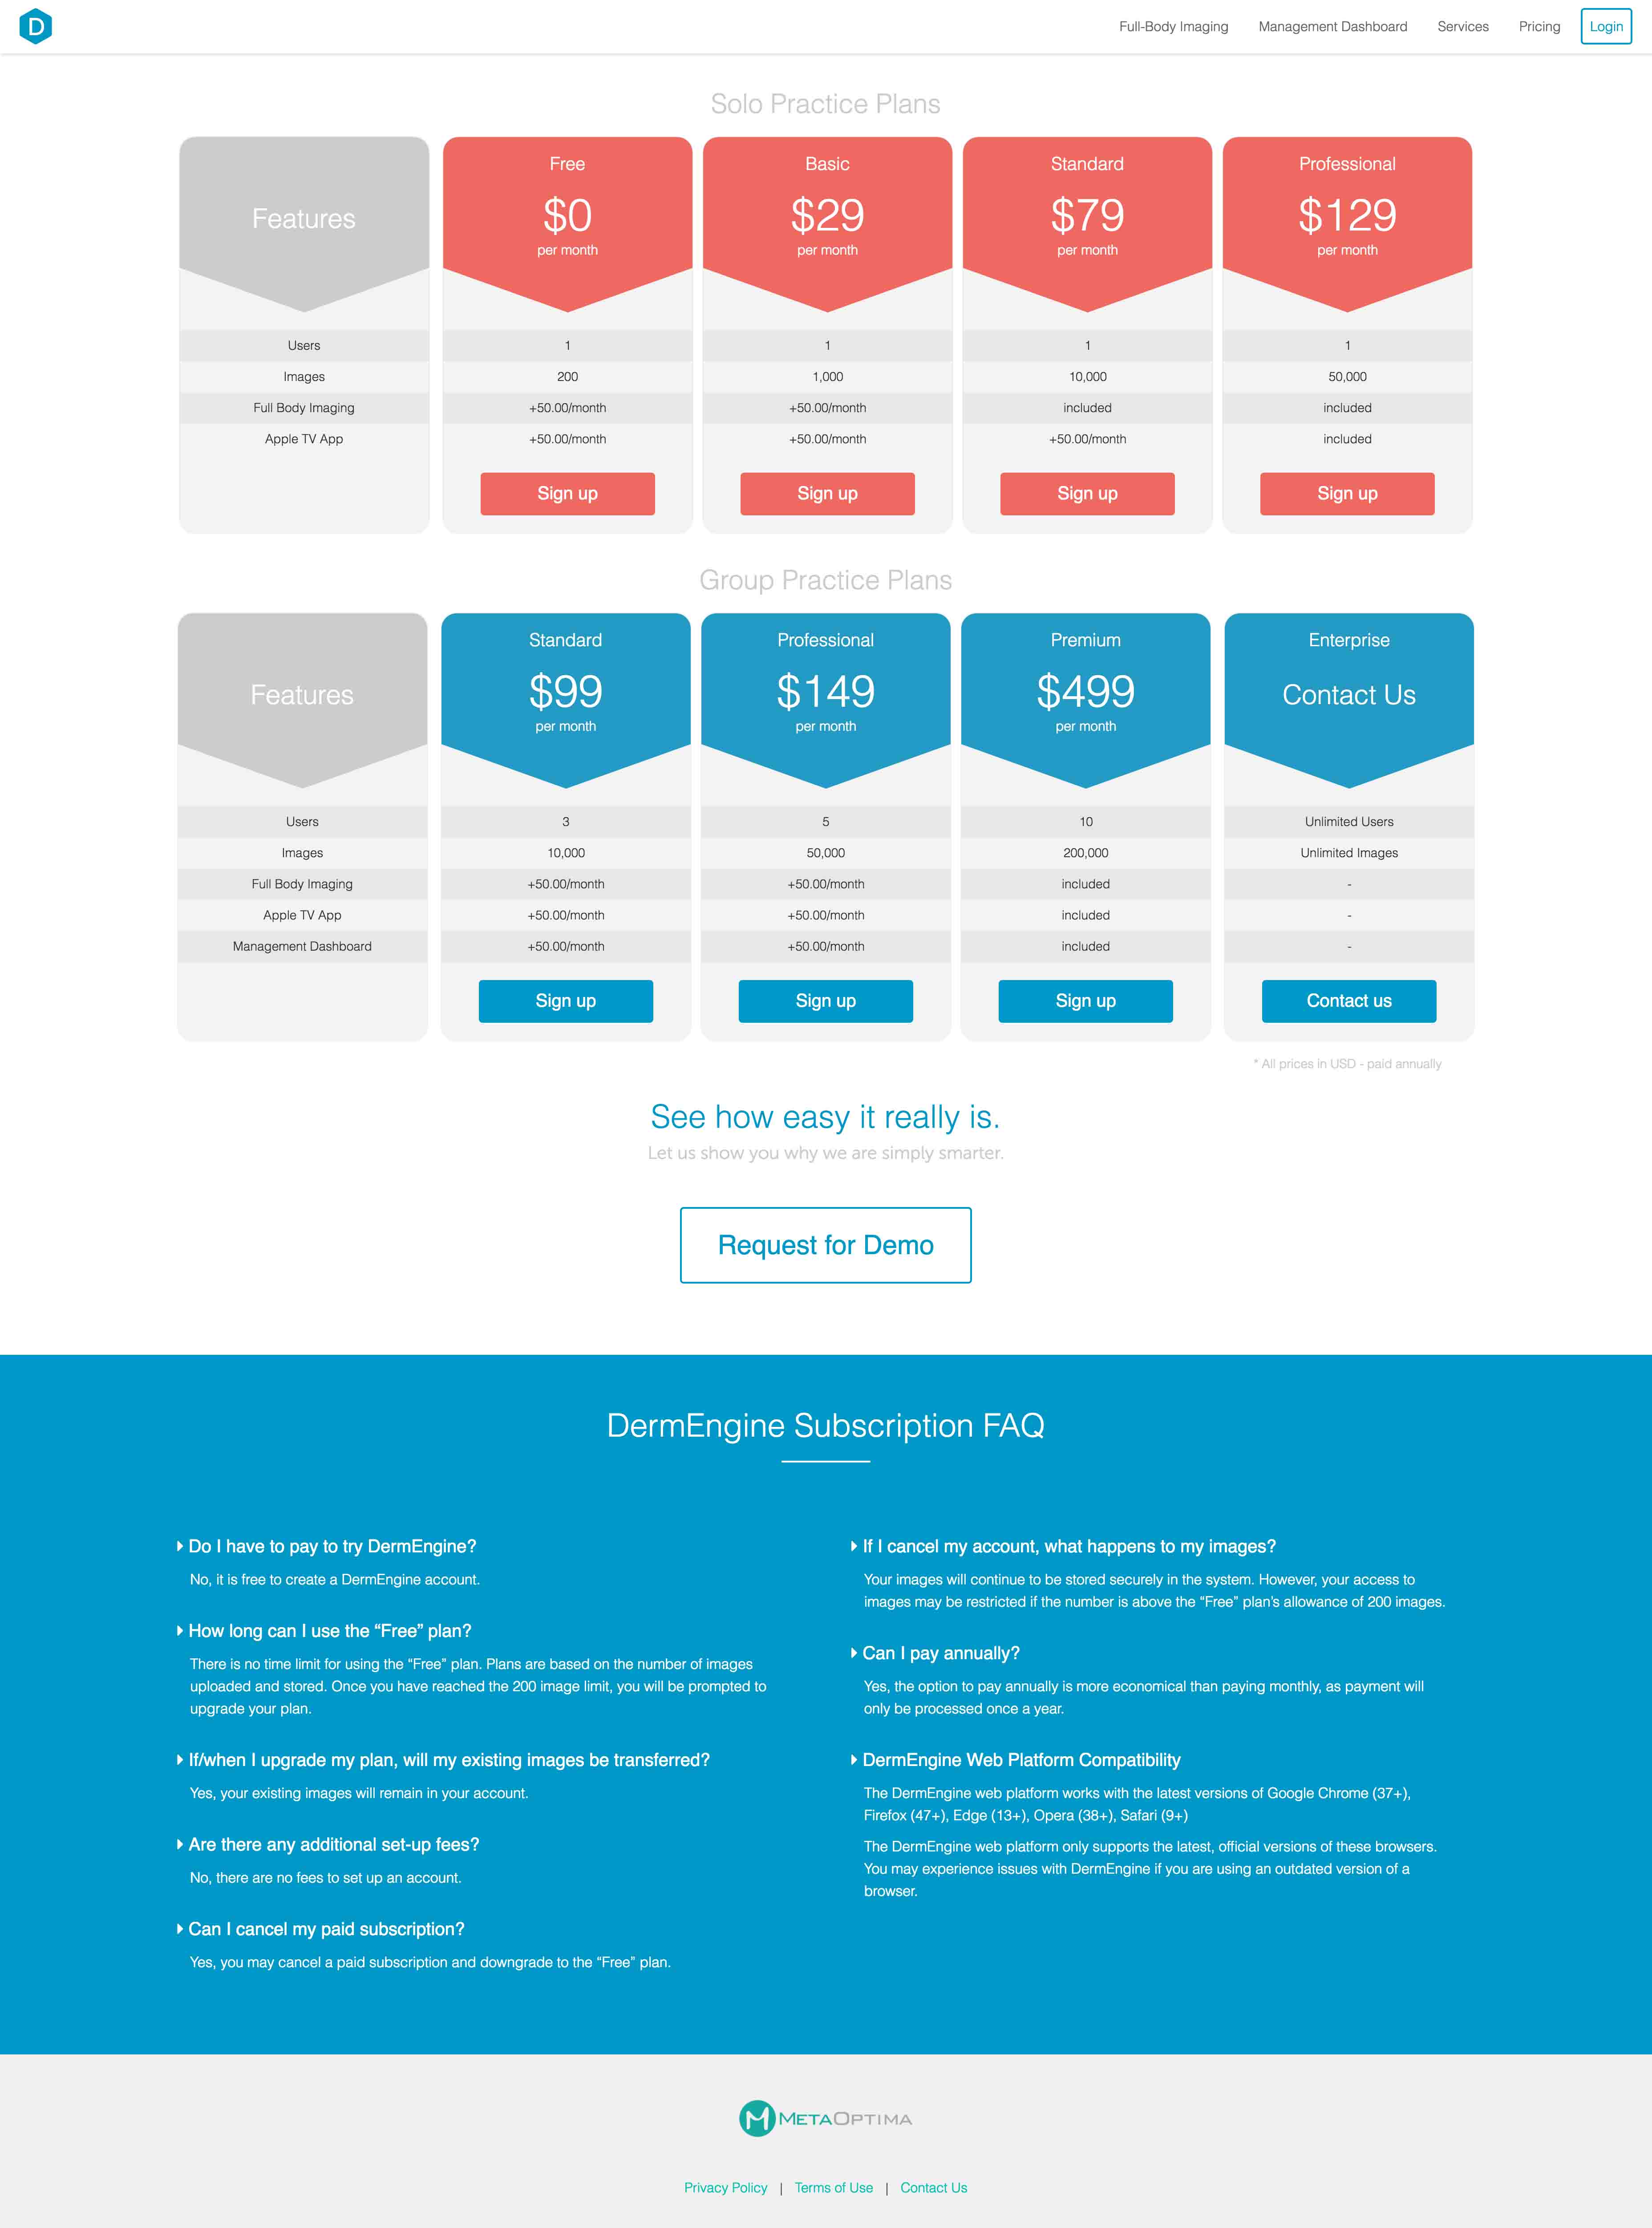 D
Full-Body Imaging Management Dashboard Services Pricing Login
Solo Practice Plans
Features
Free
$0
per month
Basic
$29
per month
Standard
$79
per month
Professional
$129
per month
Users 1 1 1 1
Images 200 1,000 10,000 50,000
Full Body Imaging +50.00/month +50.00/month included included
Apple TV App +50.00/month +50.00/month +50.00/month included
Sign up Sign up Sign up Sign up
Group Practice Plans
Features
Standard
$99
per month
Professional
$149
per month
Premium
$499
per month
Enterprise
Contact Us
Users 3 5 10 Unlimited Users
Images 10,000 50,000 200,000 Unlimited Images
Full Body Imaging +50.00/month +50.00/month included -
Apple TV App +50.00/month +50.00/month included -
Management Dashboard +50.00/month +50.00/month included -
Sign up Sign up Sign up Contact us
* All prices in USD - paid annually
See how easy it really is.
Let us show you why we are simply smarter.
Request for Demo
DermEngine Subscription FAQ
Do I have to pay to try DermEngine?
No, it is free to create a DermEngine account.
How long can I use the “Free” plan?
There is no time limit for using the “Free” plan. Plans are based on the number of images
uploaded and stored. Once you have reached the 200 image limit, you will be prompted to
upgrade your plan.
If/when I upgrade my plan, will my existing images be transferred?
Yes, your existing images will remain in your account.
Are there any additional set-up fees?
No, there are no fees to set up an account.
Can I cancel my paid subscription?
Yes, you may cancel a paid subscription and downgrade to the “Free” plan.
If I cancel my account, what happens to my images?
Your images will continue to be stored securely in the system. However, your access to
images may be restricted if the number is above the “Free” plan’s allowance of 200 images.
Can I pay annually?
Yes, the option to pay annually is more economical than paying monthly, as payment will
only be processed once a year.
DermEngine Web Platform Compatibility
The DermEngine web platform works with the latest versions of Google Chrome (37+),
Firefox (47+), Edge (13+), Opera (38+), Safari (9+)
The DermEngine web platform only supports the latest, official versions of these browsers.
You may experience issues with DermEngine if you are using an outdated version of a
browser.
METAOPTIMA
Privacy Policy | Terms of Use | Contact Us